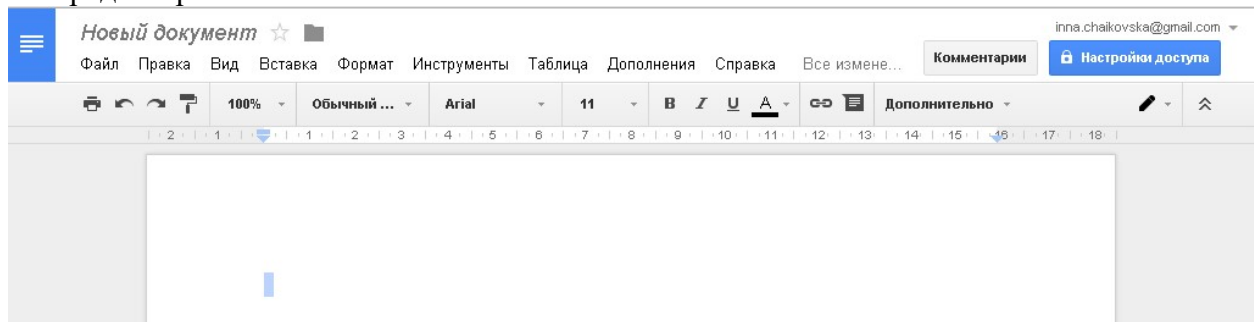 Новый документ
inna.chaikovska@gmail.com
Файл Правка Вид Вставка Формат Инструменты Таблица Дополнения Справка Все измене... Комментарии Настройки доступа
100% Обычный ... Arial 11 B I U A Дополнительно
2 1 1 2 3 4 5 6 7 8 9 10 11 12 13 14 15 16 17 18